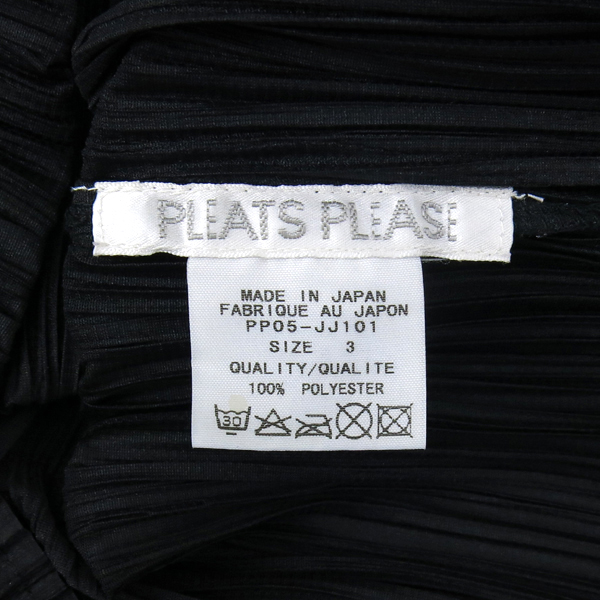 PLEATS PLEASE
MADE IN JAPAN
FABRIQUE AU JAPON
PP05-JJ101
SIZE 3
QUALITY/QUALITE
100% POLYESTER
30